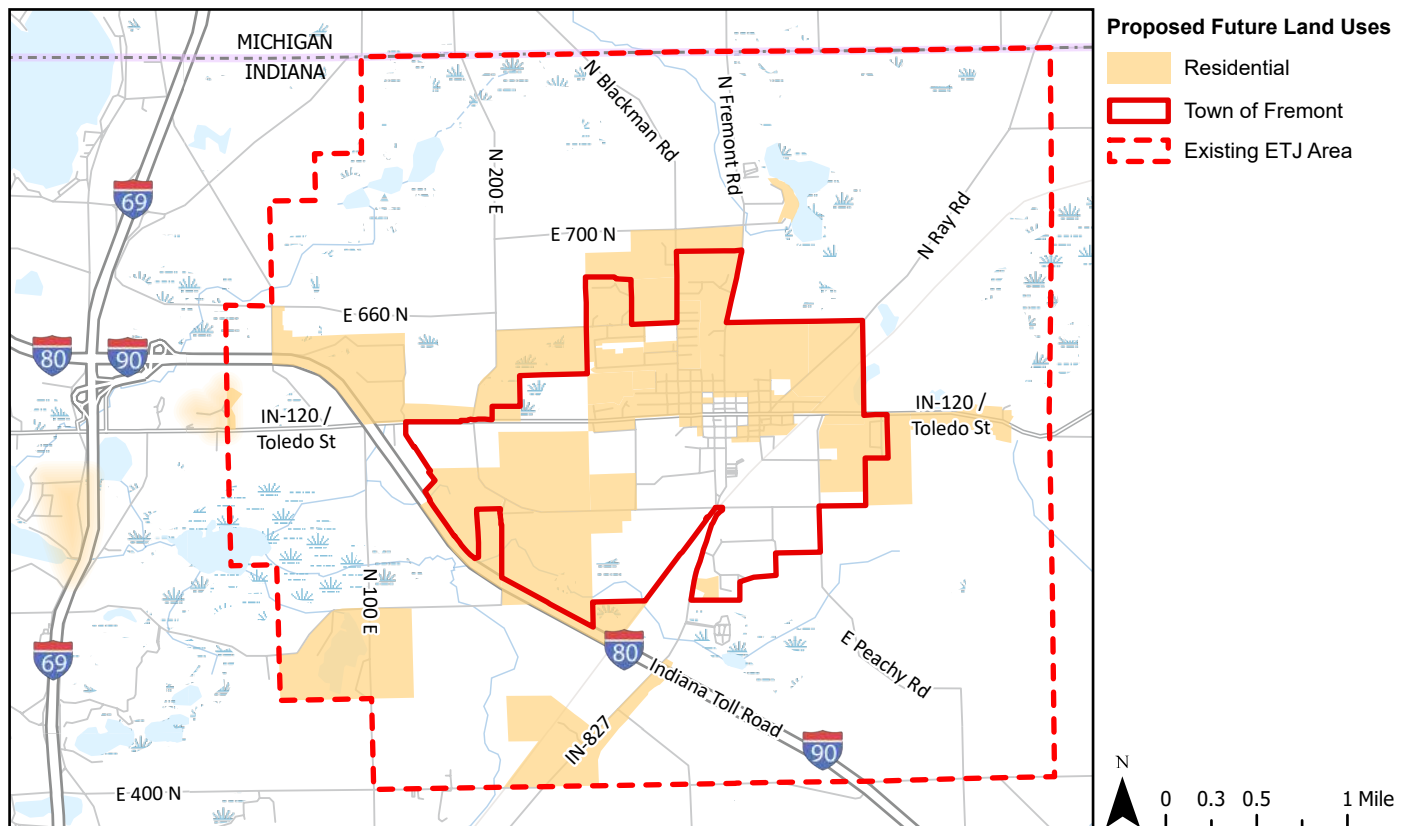 MICHIGAN
INDIANA
N Blackman Rd
N Fremont Rd
N 200 E
N Ray Rd
69
E 700 N
E 660 N
80
90
IN-120 /
Toledo St
IN-120 /
Toledo St
N 100 E
69
80
E Peachy Rd
Indiana Toll Road
IN-827
90
E 400 N
Proposed Future Land Uses
Residential
Town of Fremont
Existing ETJ Area
N
0 0.3 0.5 1 Mile